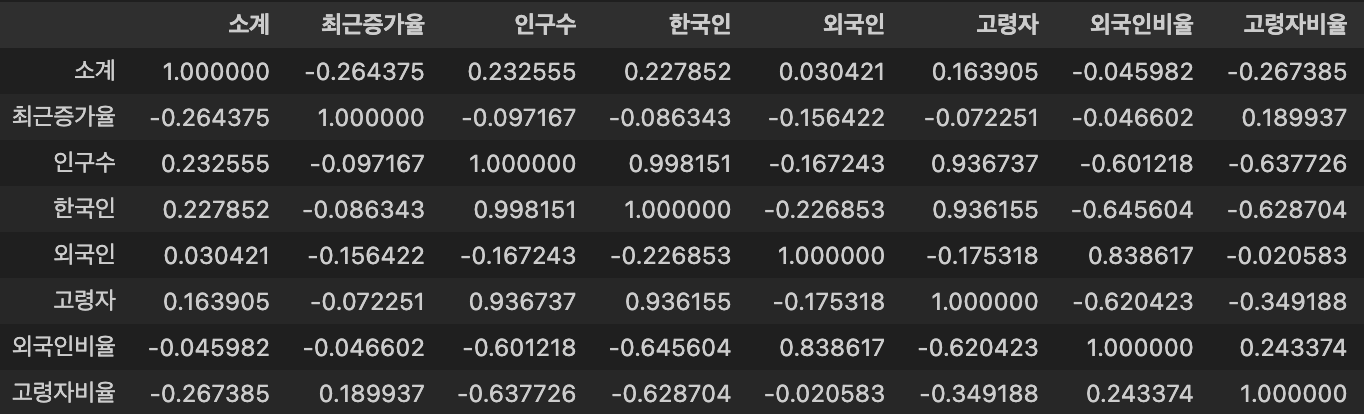 소계 최근증가율 인구수 한국인 외국인 고령자 외국인비율 고령자비율
소계 1.000000 -0.264375 0.232555 0.227852 0.030421 0.163905 -0.045982 -0.267385
최근증가율 -0.264375 1.000000 -0.097167 -0.086343 -0.156422 -0.072251 -0.046602 0.189937
인구수 0.232555 -0.097167 1.000000 0.998151 -0.167243 0.936737 -0.601218 -0.637726
한국인 0.227852 -0.086343 0.998151 1.000000 -0.226853 0.936155 -0.645604 -0.628704
외국인 0.030421 -0.156422 -0.167243 -0.226853 1.000000 -0.175318 0.838617 -0.020583
고령자 0.163905 -0.072251 0.936737 0.936155 -0.175318 1.000000 -0.620423 -0.349188
외국인비율 -0.045982 -0.046602 -0.601218 -0.645604 0.838617 -0.620423 1.000000 0.243374
고령자비율 -0.267385 0.189937 -0.637726 -0.628704 -0.020583 -0.349188 0.243374 1.000000